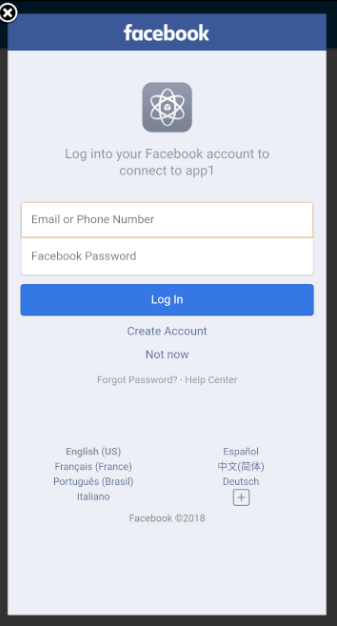 facebook
Log into your Facebook account to
connect to app1
Email or Phone Number
Facebook Password
Log In
Create Account
Not now
Forgot Password? · Help Center
English (US)
Español
Français (France)
中文(简体)
Português (Brasil)
Deutsch
Italiano
Facebook ©2018